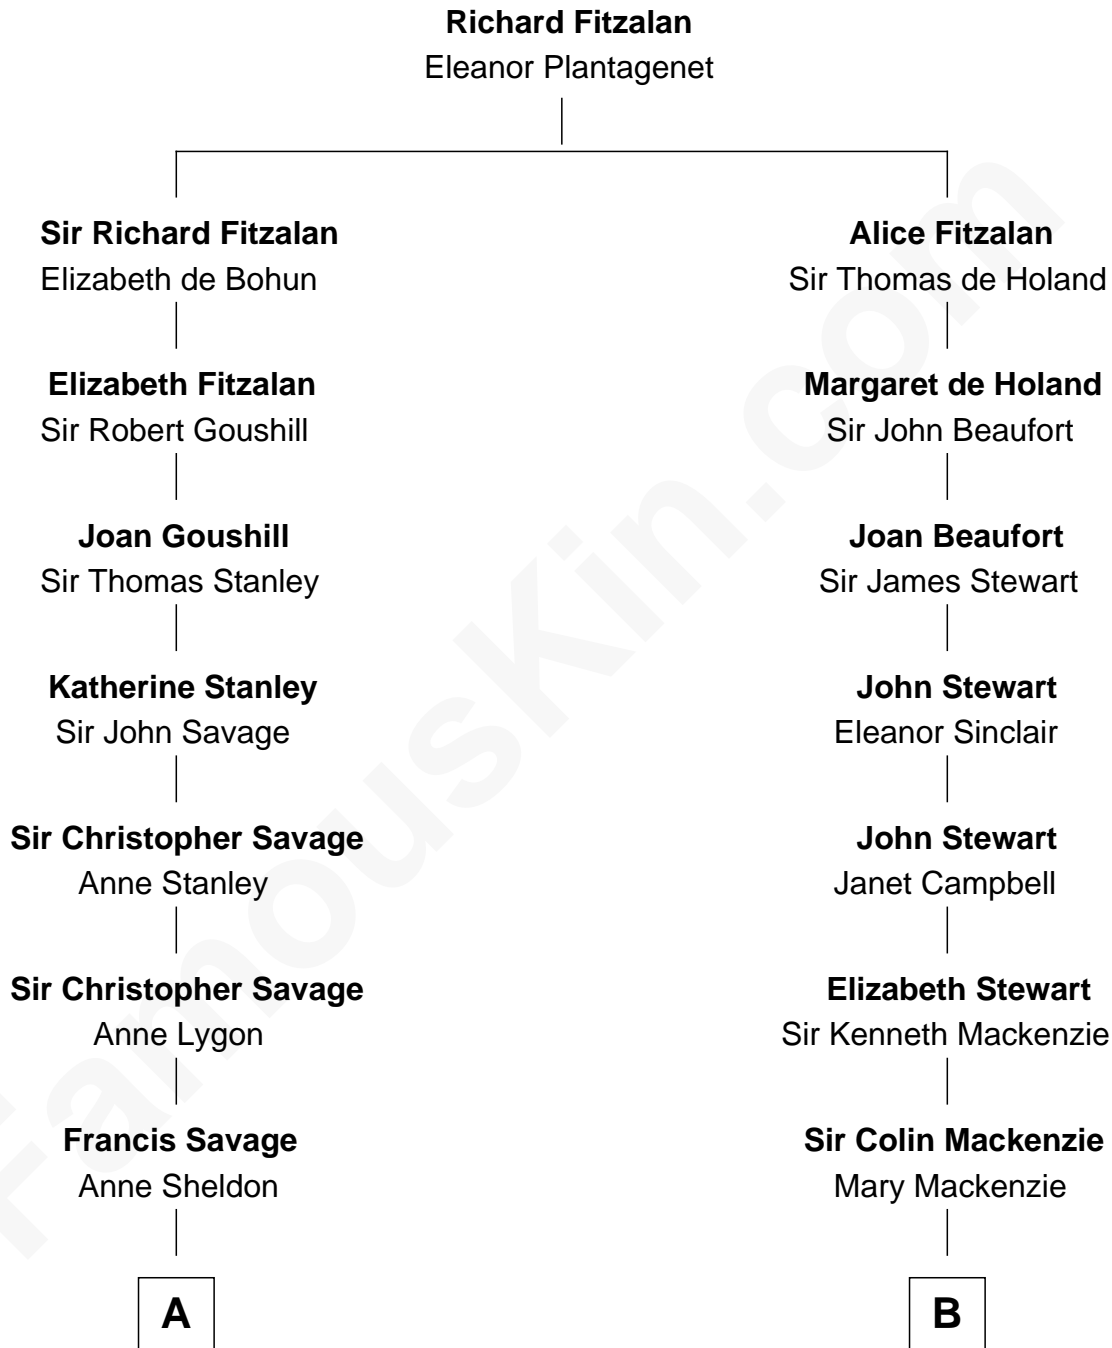 Richard Fitzalan
Eleanor Plantagenet
Sir Richard Fitzalan
Elizabeth de Bohun
Alice Fitzalan
Sir Thomas de Holand
Elizabeth Fitzalan
Sir Robert Goushill
Margaret de Holand
Sir John Beaufort
Joan Goushill
Sir Thomas Stanley
Joan Beaufort
Sir James Stewart
Katherine Stanley
Sir John Savage
John Stewart
Eleanor Sinclair
Sir Christopher Savage
Anne Stanley
John Stewart
Janet Campbell
Sir Christopher Savage
Anne Lygon
Elizabeth Stewart
Sir Kenneth Mackenzie
Francis Savage
Anne Sheldon
Sir Colin Mackenzie
Mary Mackenzie
A
B
FamousKin.com